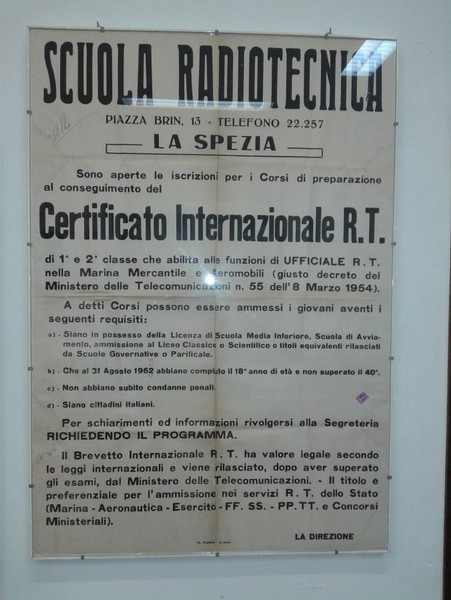 SCUOLA RADIOTECNICA
PIAZZA BRIN, 13 - TELEFONO 22.257
LA SPEZIA
Sono aperte le iscrizioni per i Corsi di preparazione
al conseguimento del
Certificato Internazionale R.T.
di 1ª e 2ª classe che abilita alle funzioni di UFFICIALE R.T.
nella Marina Mercantile e Aeromobili (giusto decreto del
Ministero delle Telecomunicazioni n. 55 dell'8 Marzo 1954).
A detti Corsi possono essere ammessi i giovani aventi i
seguenti requisiti:
a) - Siano in possesso della Licenza di Scuola Media Inferiore, Scuola di Avvia-
mento, ammissione al Liceo Classico o Scientifico o titoli equivalenti rilasciati
da Scuole Governative o Parificate.
b) - Che al 31 Agosto 1962 abbiano compiuto il 18° anno di età e non superato il 40°.
c) - Non abbiano subìto condanne penali.
d) - Siano cittadini italiani.
Per schiarimenti ed informazioni rivolgersi alla Segreteria
RICHIEDENDO IL PROGRAMMA.
Il Brevetto Internazionale R.T. ha valore legale secondo
le leggi internazionali e viene rilasciato, dopo aver superato
gli esami, dal Ministero delle Telecomunicazioni. - Il titolo è
preferenziale per l'ammissione nei servizi R.T. dello Stato
(Marina - Aeronautica - Esercito - FF. SS. - PP. TT. e Concorsi
Ministeriali).
LA DIREZIONE